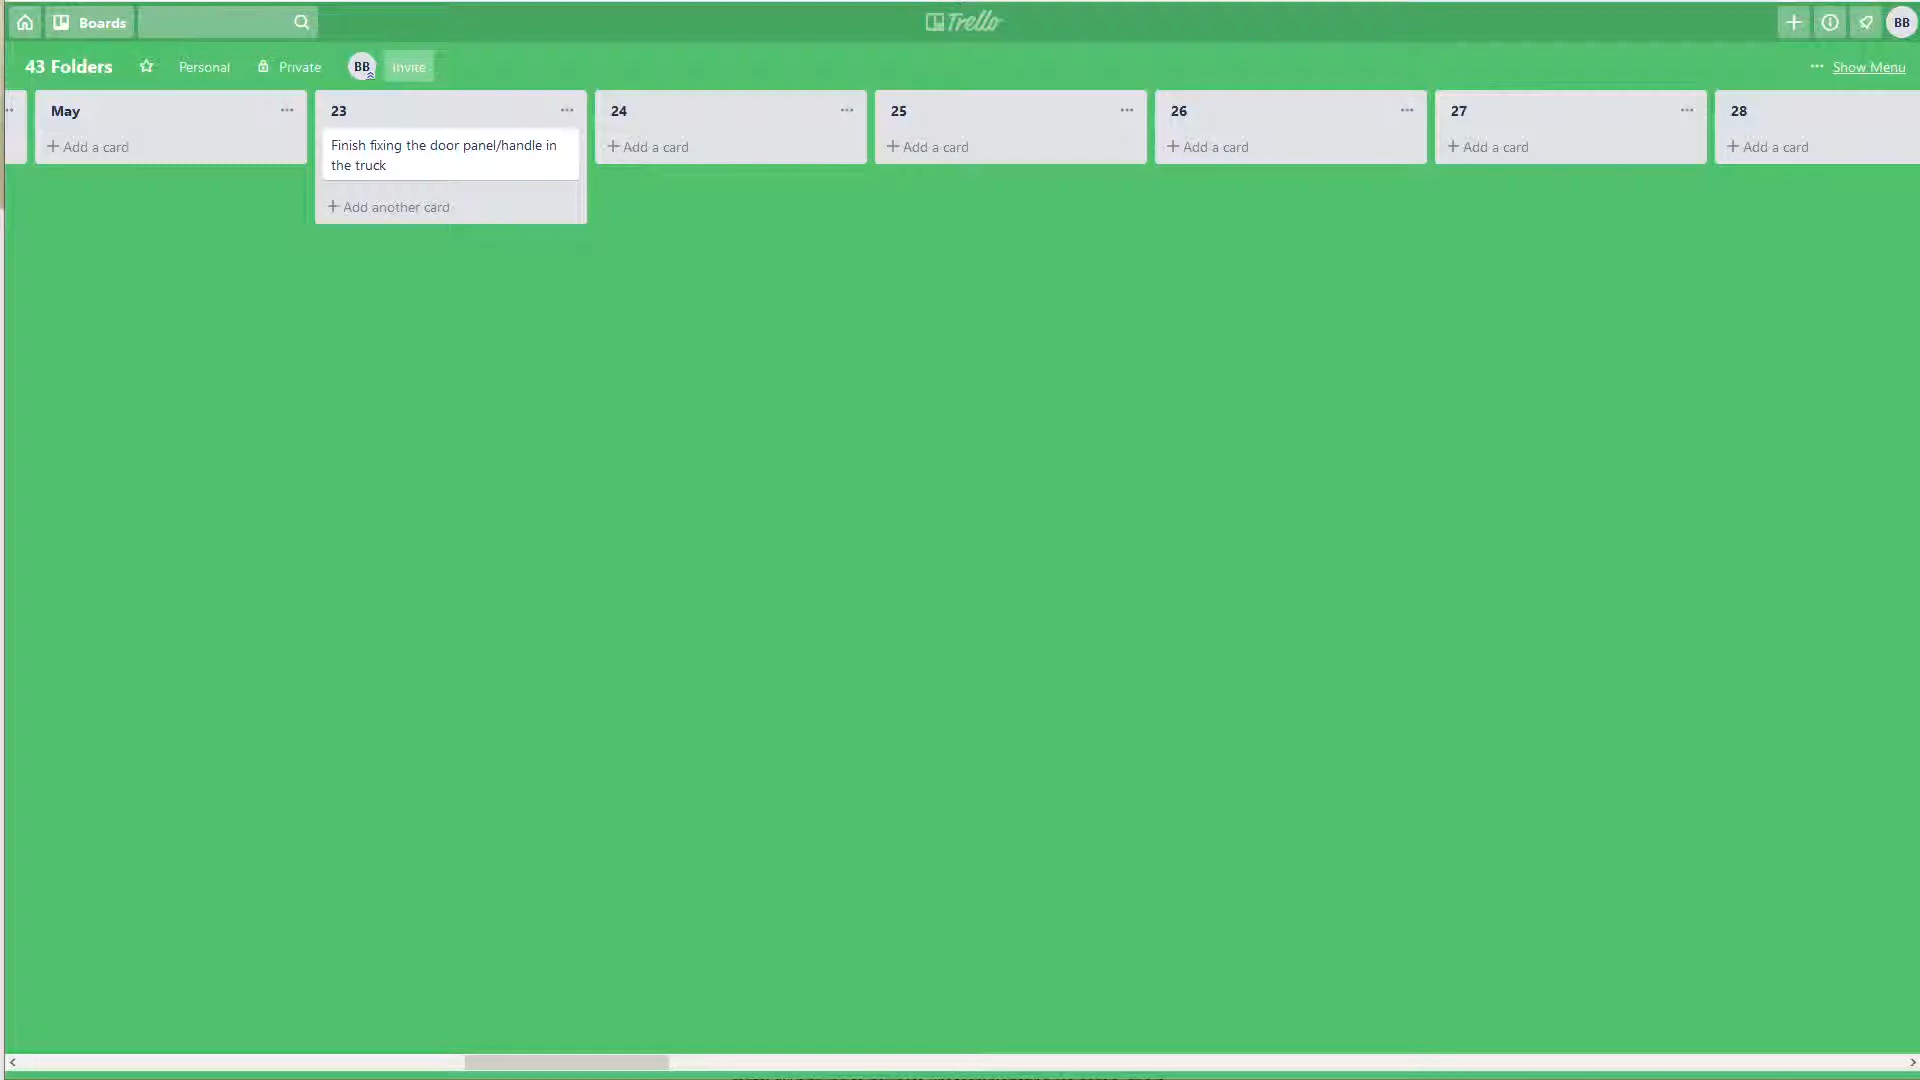 Boards
Trello
BB
43 Folders
Personal
Private
BB
Invite
Show Menu
May
Add a card
23
Finish fixing the door panel/handle in
the truck
Add another card
24
Add a card
25
Add a card
26
Add a card
27
Add a card
28
Add a card